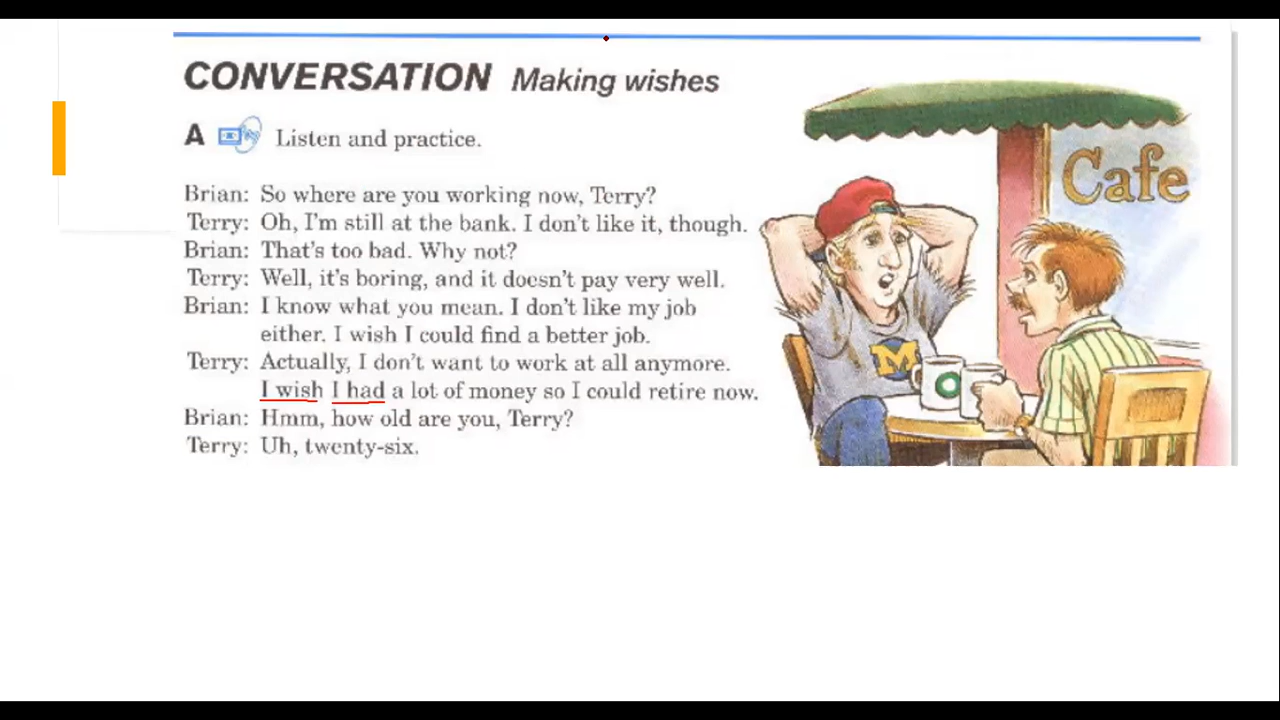 CONVERSATION Making wishes
A Listen and practice.
Brian: So where are you working now, Terry?
Terry: Oh, I'm still at the bank. I don't like it, though.
Brian: That's too bad. Why not?
Terry: Well, it's boring, and it doesn't pay very well.
Brian: I know what you mean. I don't like my job
either. I wish I could find a better job.
Terry: Actually, I don't want to work at all anymore.
I wish I had a lot of money so I could retire now.
Brian: Hmm, how old are you, Terry?
Terry: Uh, twenty-six.
Cafe
M